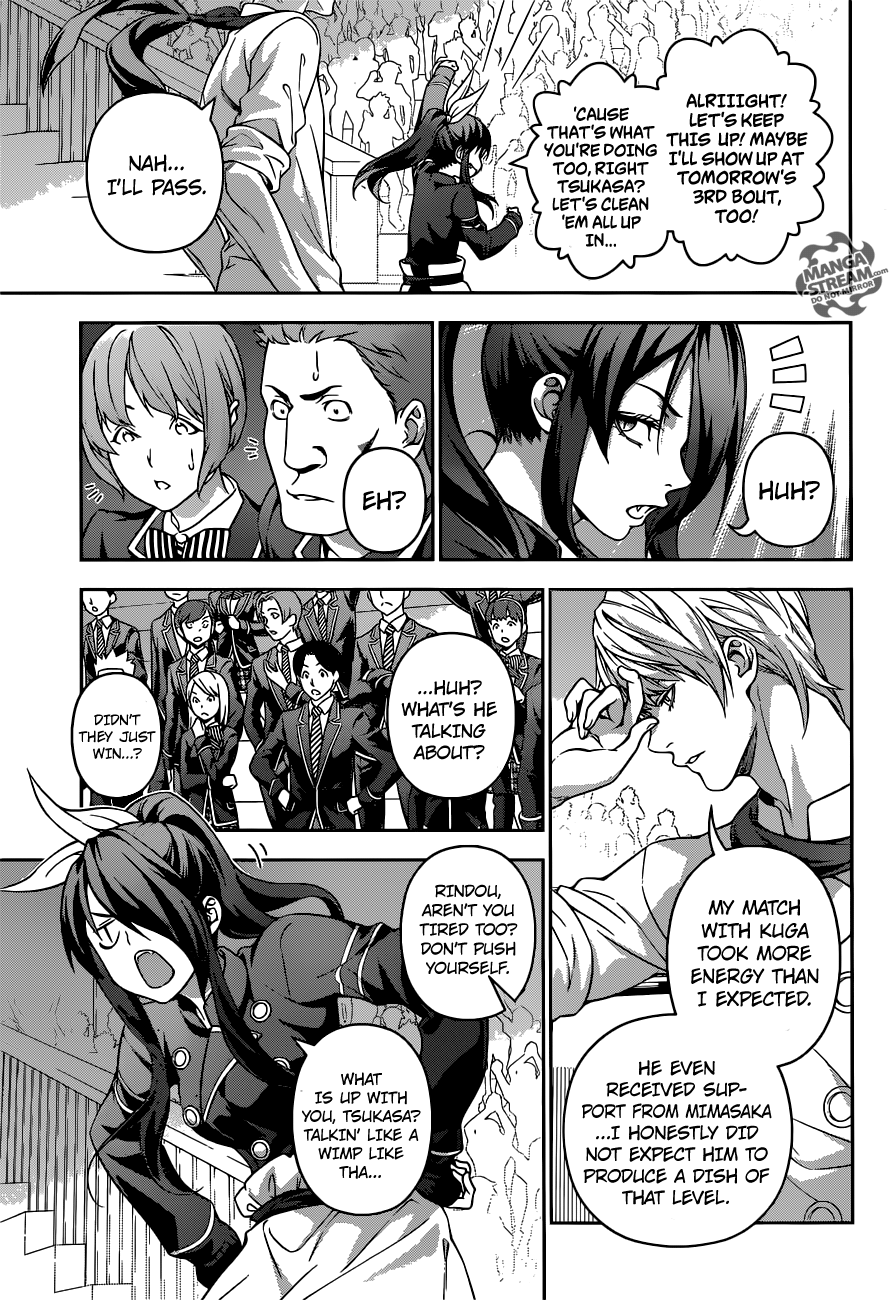 ALRIIIGHT!
LET'S KEEP
THIS UP! MAYBE
I'LL SHOW UP AT
TOMORROW'S
3RD BOUT,
TOO!
'CAUSE
THAT'S WHAT
YOU'RE DOING
TOO, RIGHT
TSUKASA?
LET'S CLEAN
'EM ALL UP
IN...
NAH...
I'LL PASS.
MANGA
-STREAM.com
DO NOT MIRROR
HUH?
EH?
MY MATCH
WITH KUGA
TOOK MORE
ENERGY THAN
I EXPECTED.
HE EVEN
RECEIVED SUP-
PORT FROM MIMASAKA
...I HONESTLY DID
NOT EXPECT HIM TO
PRODUCE A DISH OF
THAT LEVEL.
...HUH?
WHAT'S HE
TALKING
ABOUT?
DIDN'T
THEY JUST
WIN...?
RINDOU,
AREN'T YOU
TIRED TOO?
DON'T PUSH
YOURSELF.
WHAT
IS UP WITH
YOU, TSUKASA?
TALKIN' LIKE A
WIMP LIKE
THA...